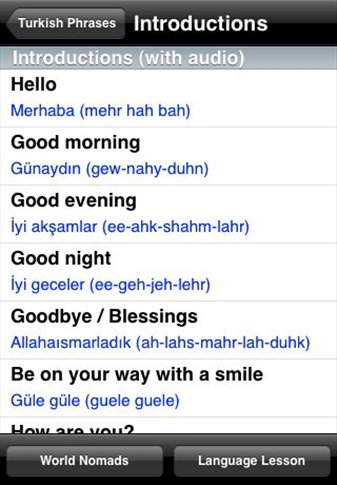 Turkish Phrases
Introductions
Introductions (with audio)
Hello
Merhaba (mehr hah bah)
Good morning
Günaydın (gew-nahy-duhn)
Good evening
İyi akşamlar (ee-ahk-shahm-lahr)
Good night
İyi geceler (ee-geh-jeh-lehr)
Goodbye / Blessings
Allahaısmarladık (ah-lahs-mahr-lah-duhk)
Be on your way with a smile
Güle güle (guele guele)
How are you?
World Nomads
Language Lesson